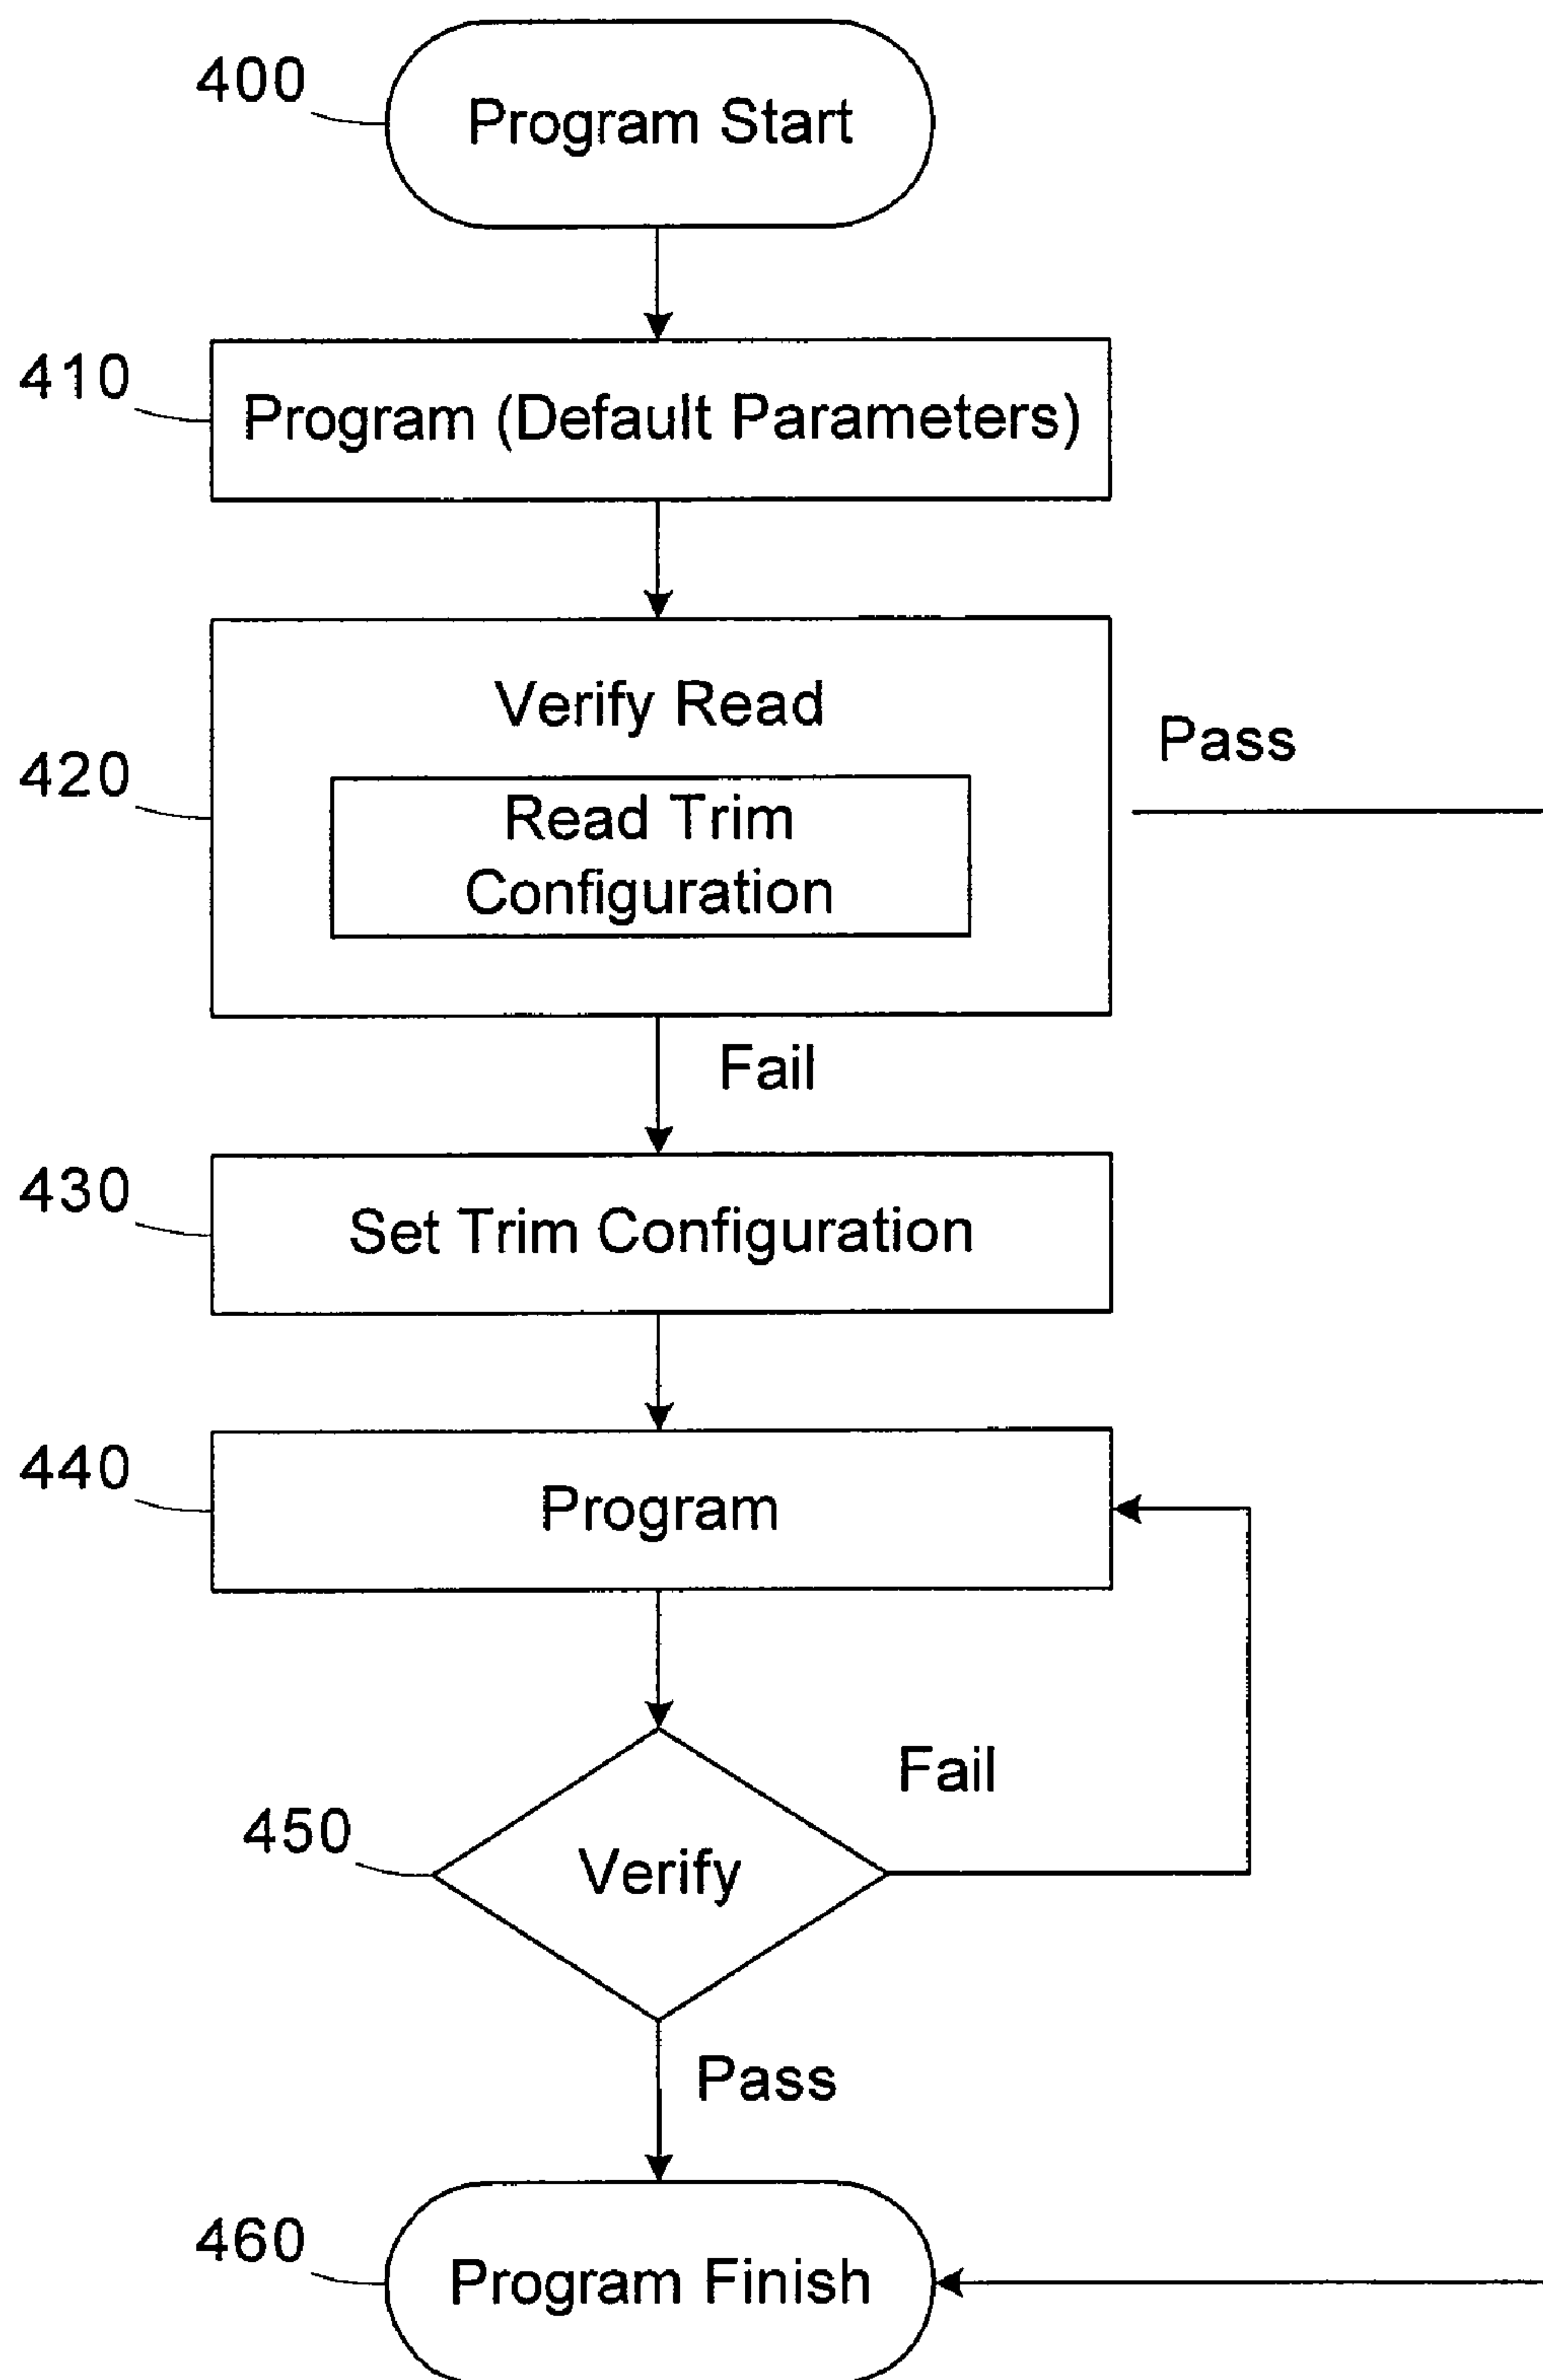 400
Program Start
410
Program (Default Parameters)
Verify Read
Pass
420
Read Trim
Configuration
Fail
430
Set Trim Configuration
440
Program
Fail
450
Verify
Pass
460
Program Finish